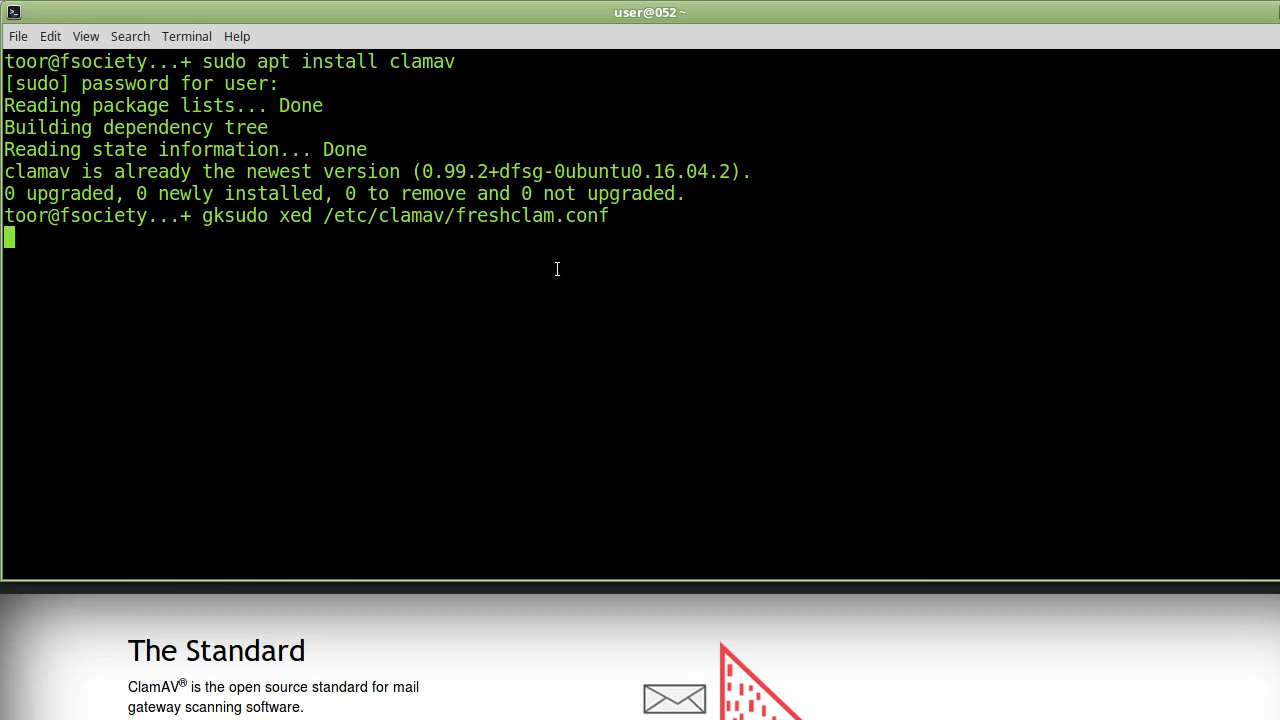 user@052 ~
File Edit View Search Terminal Help
toor@fsociety...+ sudo apt install clamav
[sudo] password for user:
Reading package lists... Done
Building dependency tree
Reading state information... Done
clamav is already the newest version (0.99.2+dfsg-0ubuntu0.16.04.2).
0 upgraded, 0 newly installed, 0 to remove and 0 not upgraded.
toor@fsociety...+ gksudo xed /etc/clamav/freshclam.conf
The Standard
ClamAV® is the open source standard for mail
gateway scanning software.